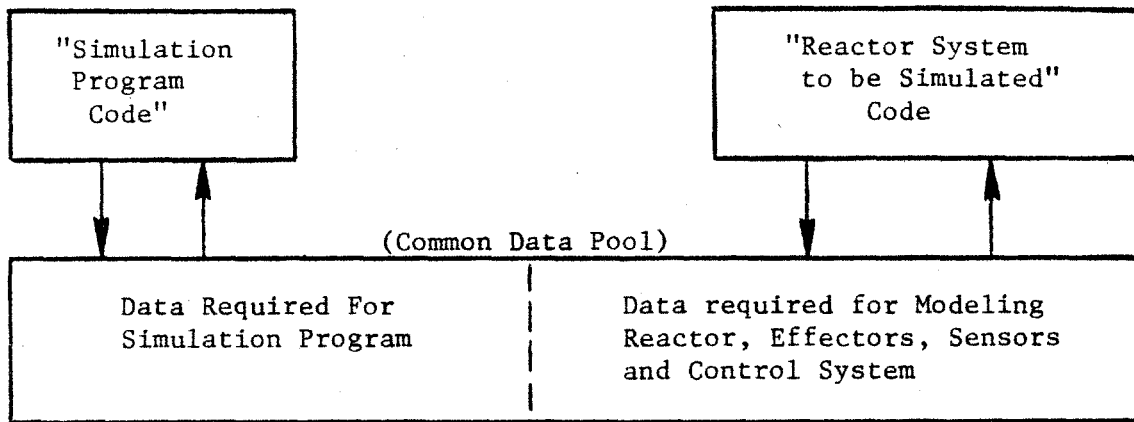 "Simulation
Program
Code"
"Reactor System
to be Simulated"
Code
(Common Data Pool)
Data Required For
Simulation Program
Data required for Modeling
Reactor, Effectors, Sensors
and Control System